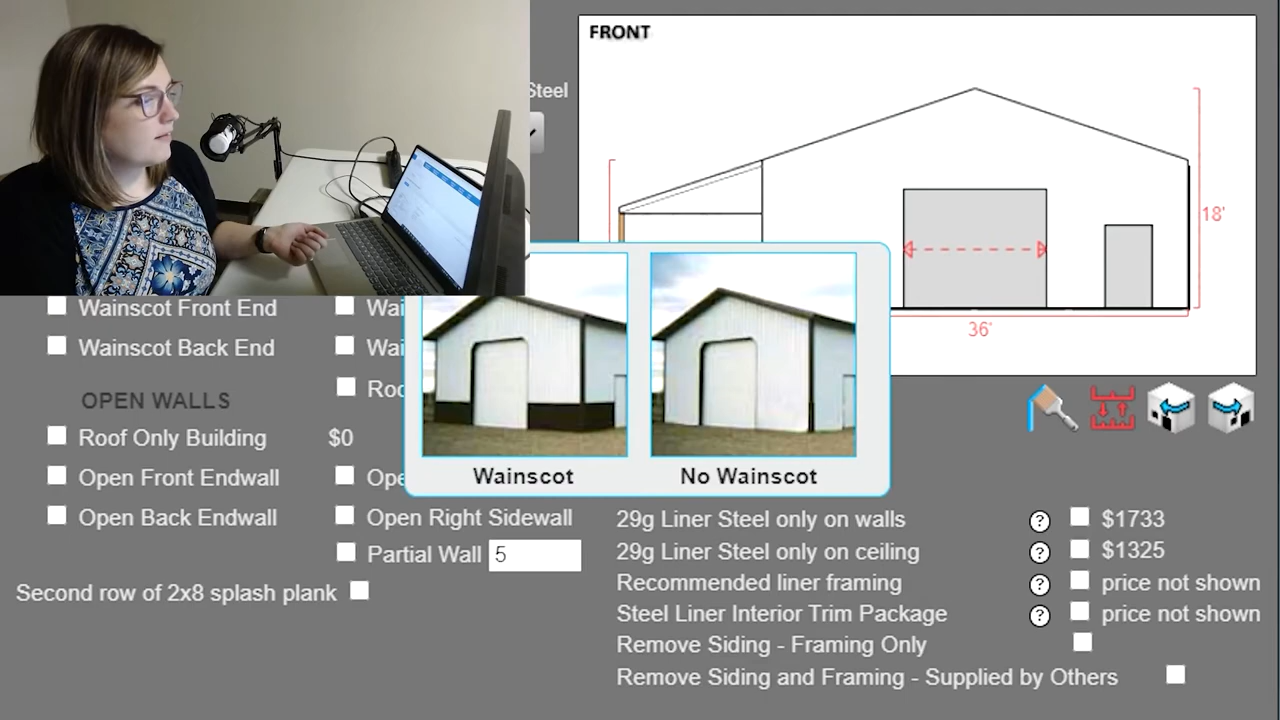 FRONT
Steel
18'
36'
Wainscot Front End
Wai
Wainscot Back End
Wai
Roo
OPEN WALLS
Roof Only Building $0
Open Front Endwall
Ope
Open Back Endwall
Open Right Sidewall
Partial Wall 5
Second row of 2x8 splash plank
Wainscot
No Wainscot
29g Liner Steel only on walls ? $1733
29g Liner Steel only on ceiling ? $1325
Recommended liner framing ? price not shown
Steel Liner Interior Trim Package ? price not shown
Remove Siding - Framing Only
Remove Siding and Framing - Supplied by Others